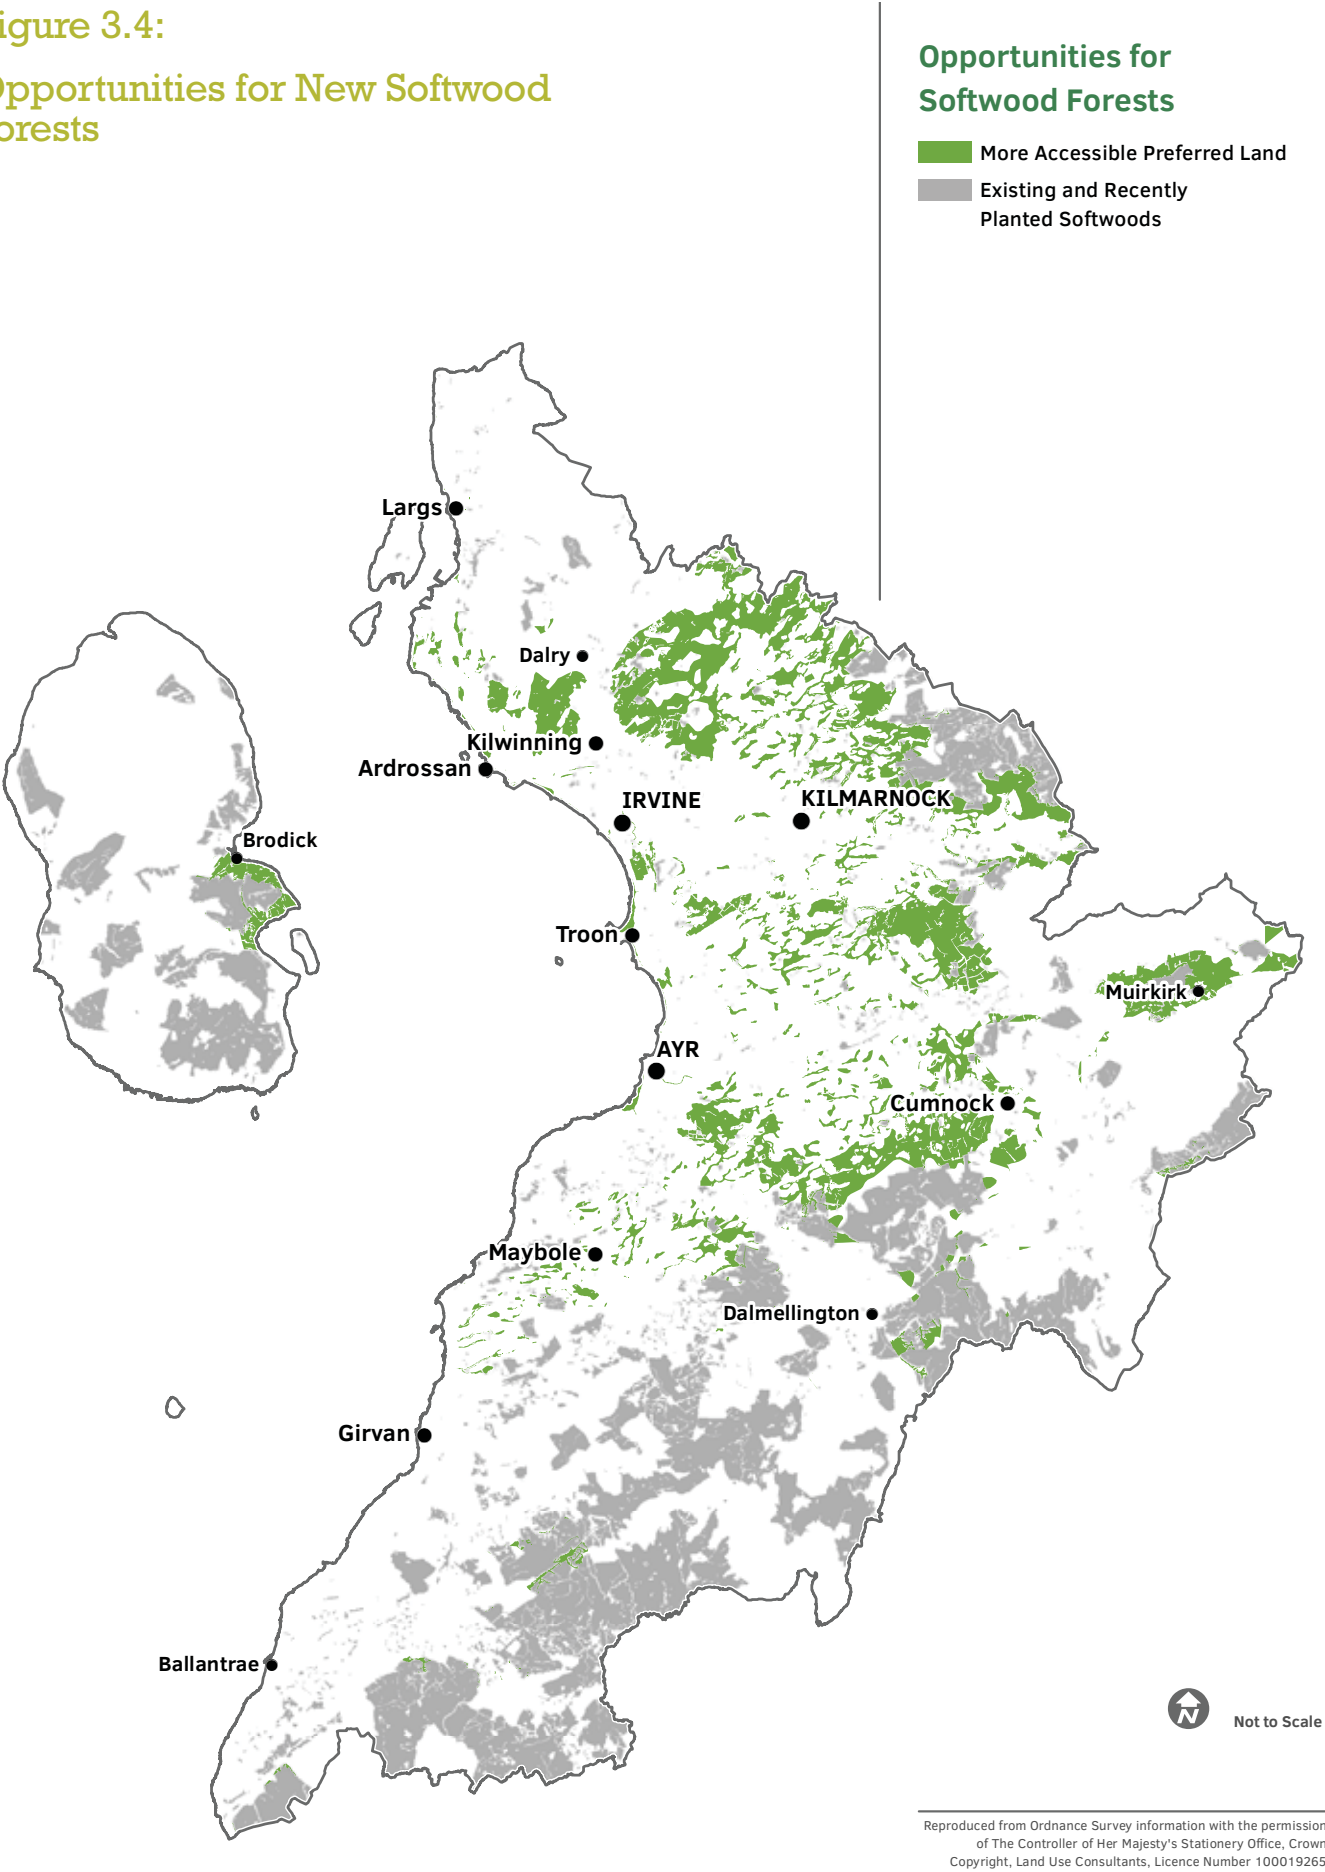 igure 3.4:
pportunities for New Softwood
orests
Opportunities for
Softwood Forests
More Accessible Preferred Land
Existing and Recently
Planted Softwoods
Largs
Dalry
Kilwinning
Ardrossan
IRVINE
KILMARNOCK
Brodick
Troon
Muirkirk
AYR
Cumnock
Maybole
Dalmellington
Girvan
Ballantrae
N
Not to Scale
Reproduced from Ordnance Survey information with the permission
of The Controller of Her Majesty's Stationery Office, Crown
Copyright, Land Use Consultants, Licence Number 100019265